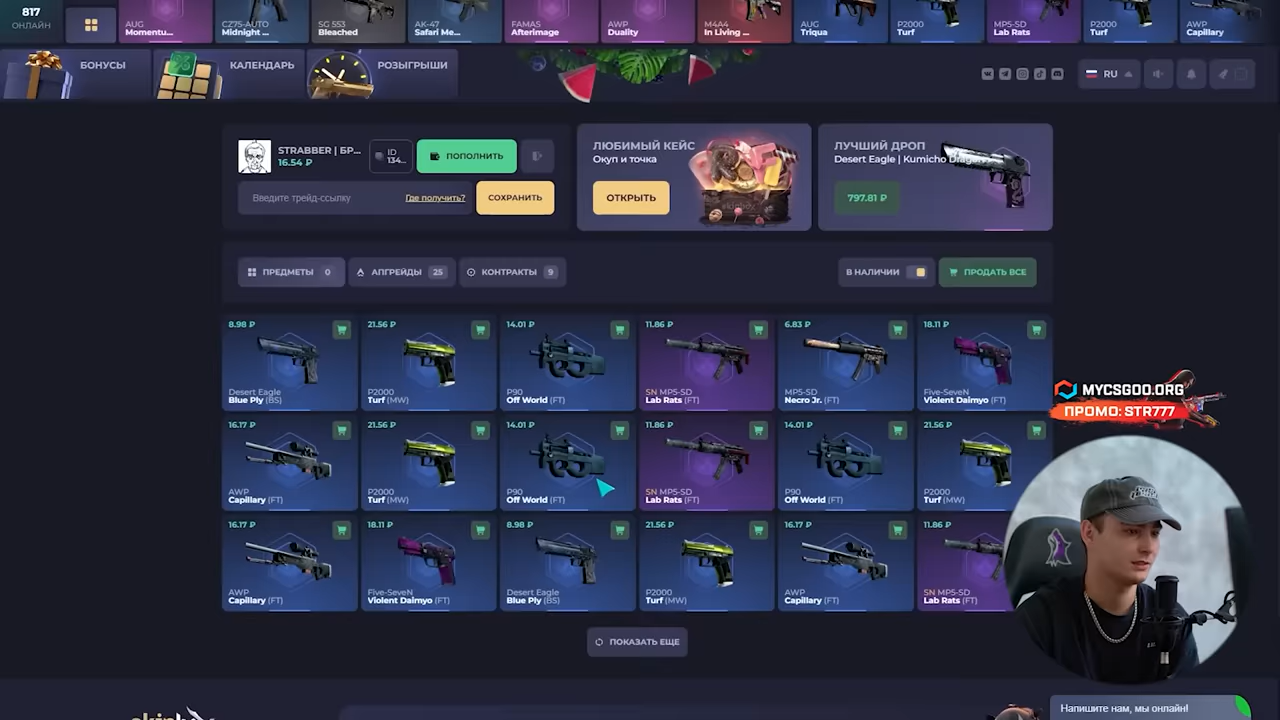 817
ОНЛАЙН
AUG
Momentu...
CZ75-AUTO
Midnight ...
SG 553
Bleached
AK-47
Safari Me...
FAMAS
Afterimage
AWP
Duality
M4A4
In Living ...
AUG
Triqua
P2000
Turf
MP5-SD
Lab Rats
P2000
Turf
AWP
Capillary
БОНУСЫ
КАЛЕНДАРЬ
РОЗЫГРЫШИ
RU
STRABBER | БР...
16.54 ₽
ID
134...
ПОПОЛНИТЬ
Введите трейд-ссылку
Где получить?
СОХРАНИТЬ
ЛЮБИМЫЙ КЕЙС
Окуп и точка
ОТКРЫТЬ
ЛУЧШИЙ ДРОП
Desert Eagle | Kumicho Dragon
797.81 ₽
ПРЕДМЕТЫ 0
АПГРЕЙДЫ 25
КОНТРАКТЫ 9
В НАЛИЧИИ
ПРОДАТЬ ВСЕ
8.98 ₽
Desert Eagle
Blue Ply (BS)
21.56 ₽
P2000
Turf (MW)
14.01 ₽
P90
Off World (FT)
11.86 ₽
SN MP5-SD
Lab Rats (FT)
6.83 ₽
MP5-SD
Necro Jr. (FT)
18.11 ₽
Five-SeveN
Violent Daimyo (FT)
MYCSGOO.ORG
ПРОМО: STR777
16.17 ₽
AWP
Capillary (FT)
21.56 ₽
P2000
Turf (MW)
14.01 ₽
P90
Off World (FT)
11.86 ₽
SN MP5-SD
Lab Rats (FT)
14.01 ₽
P90
Off World (FT)
21.56 ₽
P2000
Turf (MW)
16.17 ₽
AWP
Capillary (FT)
18.11 ₽
Five-SeveN
Violent Daimyo (FT)
8.98 ₽
Desert Eagle
Blue Ply (BS)
21.56 ₽
P2000
Turf (MW)
16.17 ₽
AWP
Capillary (FT)
11.86 ₽
SN MP5-SD
Lab Rats (FT)
ПОКАЗАТЬ ЕЩЕ
Напишите нам, мы онлайн!